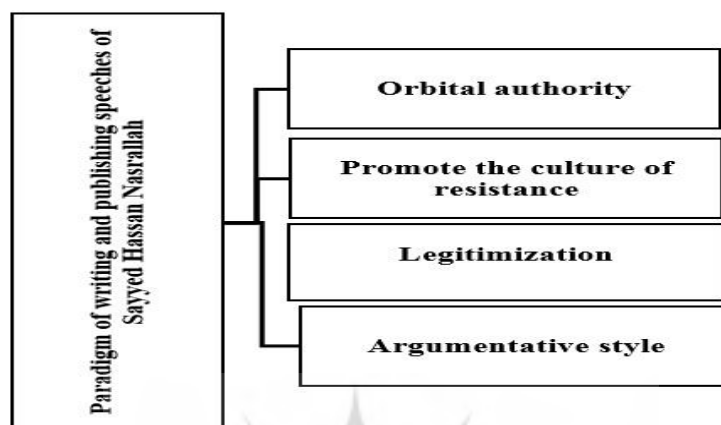 Paradigm of writing and publishing speeches of
Sayyed Hassan Nasrallah
Orbital authority
Promote the culture of
resistance
Legitimization
Argumentative style